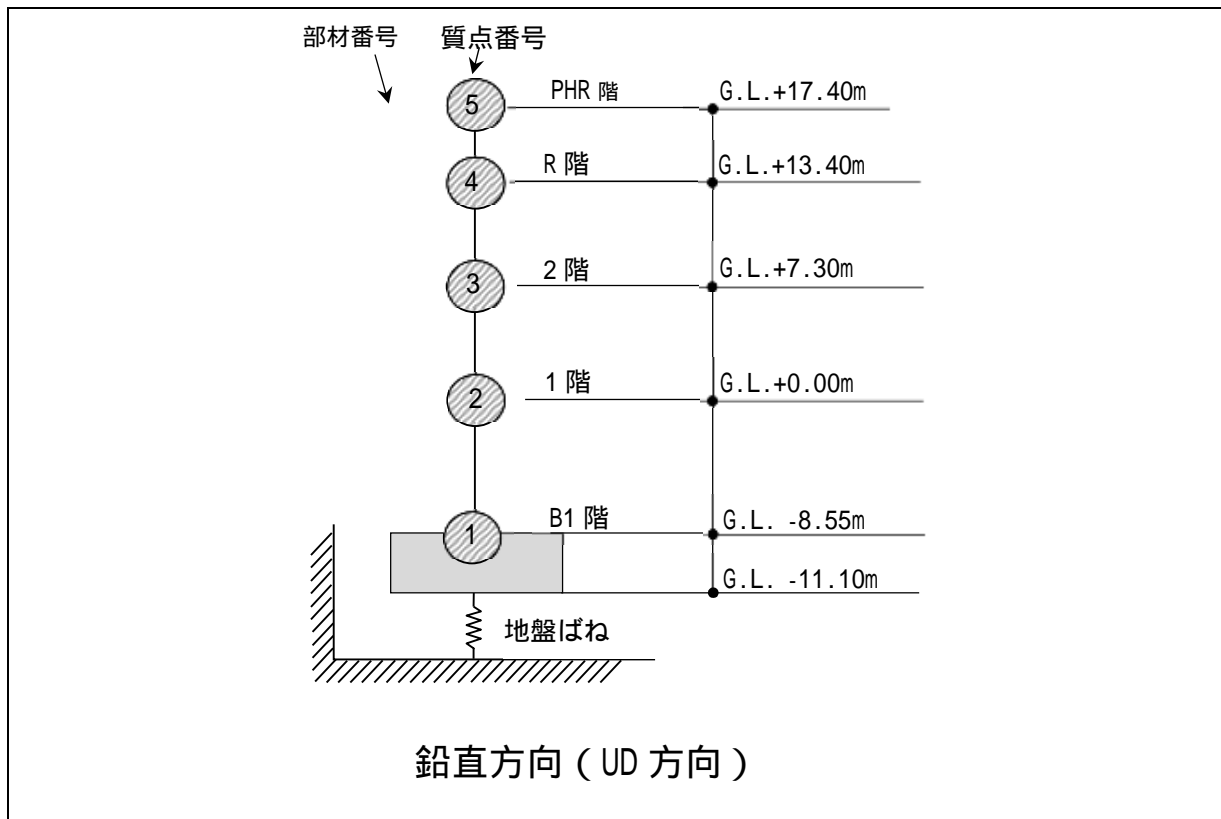 部材番号 質点番号
5 PHR 階 G.L.+17.40m
4 R 階 G.L.+13.40m
3 2 階 G.L.+7.30m
2 1 階 G.L.+0.00m
1 B1 階 G.L. -8.55m
G.L. -11.10m
地盤ばね
鉛直方向（UD 方向）